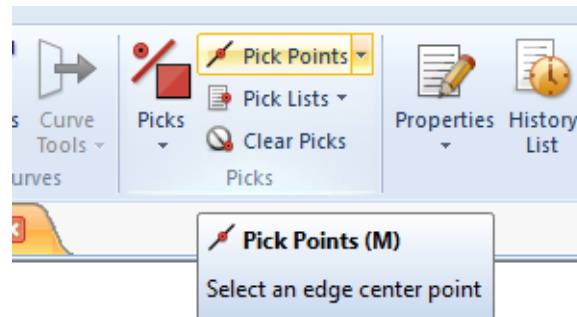 Pick Points
Pick Lists
Clear Picks
Picks
Curve
Tools
Picks
Properties
History
List
Pick Points (M)
Select an edge center point